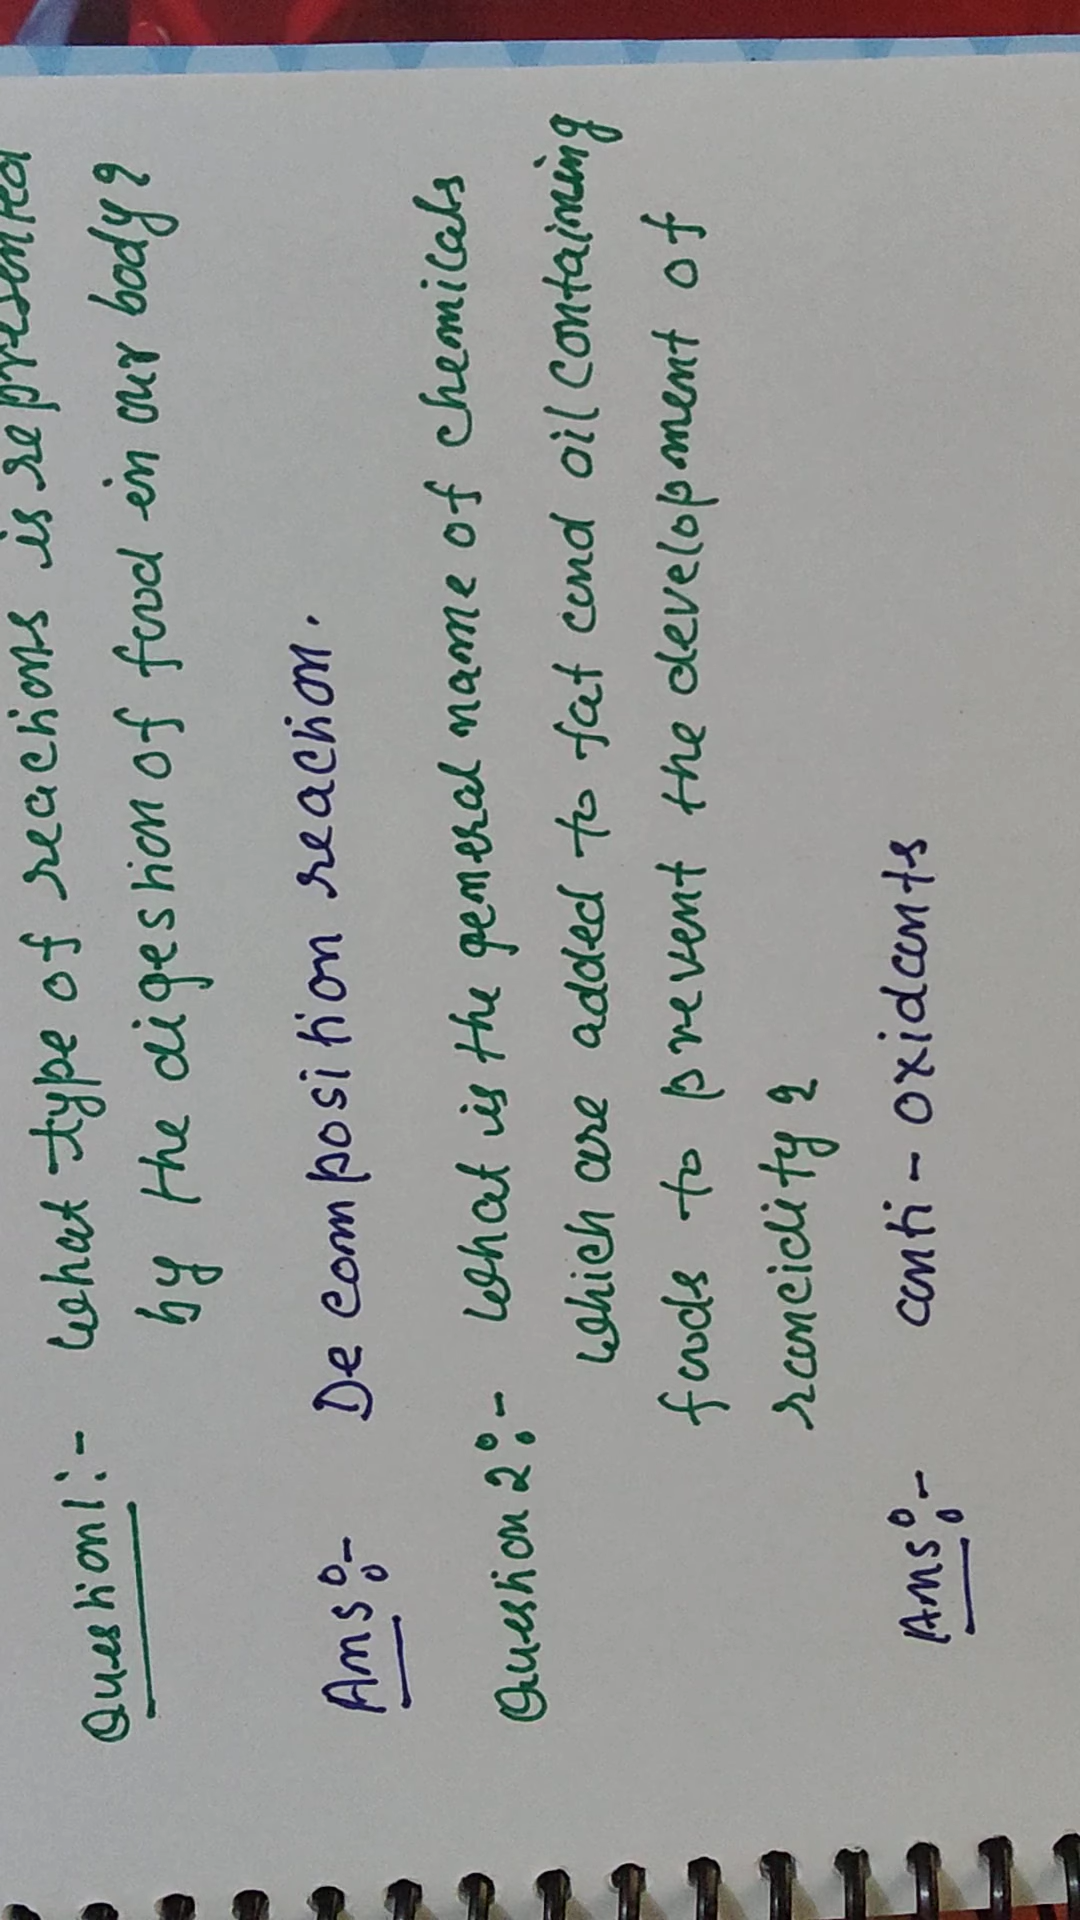 Question1:- What type of reactions is represented
by the digestion of food in our body?
Ans:- Decomposition reaction.
Question 2:- What is the general name of chemicals
which are added to fat and oil containing
foods to prevent the development of
rancidity?
Ans:- anti-oxidants